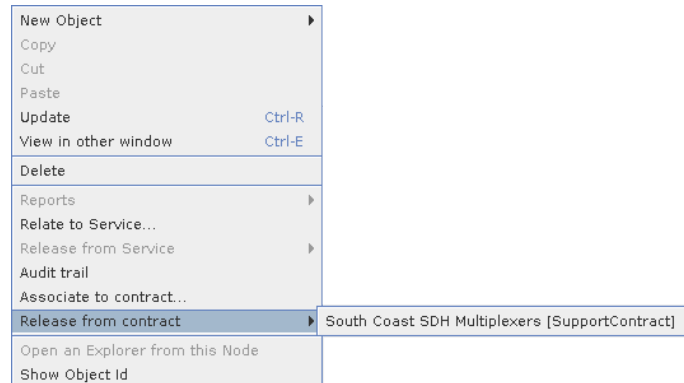 New Object
Copy
Cut
Paste
Update Ctrl-R
View in other window Ctrl-E
Delete
Reports
Relate to Service...
Release from Service
Audit trail
Associate to contract...
Release from contract South Coast SDH Multiplexers [SupportContract]
Open an Explorer from this Node
Show Object Id